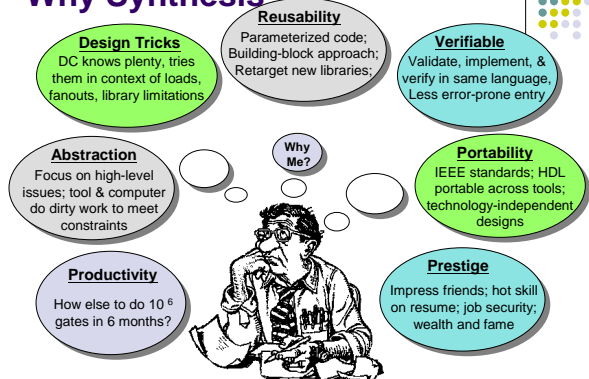 Why Synthesis
Reusability
Parameterized code;
Building-block approach;
Retarget new libraries;
Design Tricks
DC knows plenty, tries
them in context of loads,
fanouts, library limitations
Verifiable
Validate, implement, &
verify in same language,
Less error-prone entry
Why
Me?
Abstraction
Focus on high-level
issues; tool & computer
do dirty work to meet
constraints
Portability
IEEE standards; HDL
portable across tools;
technology-independent
designs
Productivity
How else to do 10 6
gates in 6 months?
Prestige
Impress friends; hot skill
on resume; job security;
wealth and fame